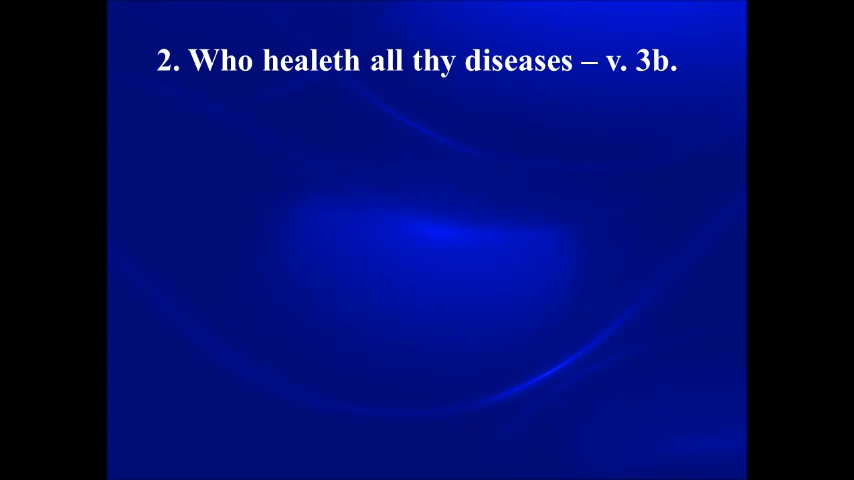 2. Who healeth all thy diseases – v. 3b.